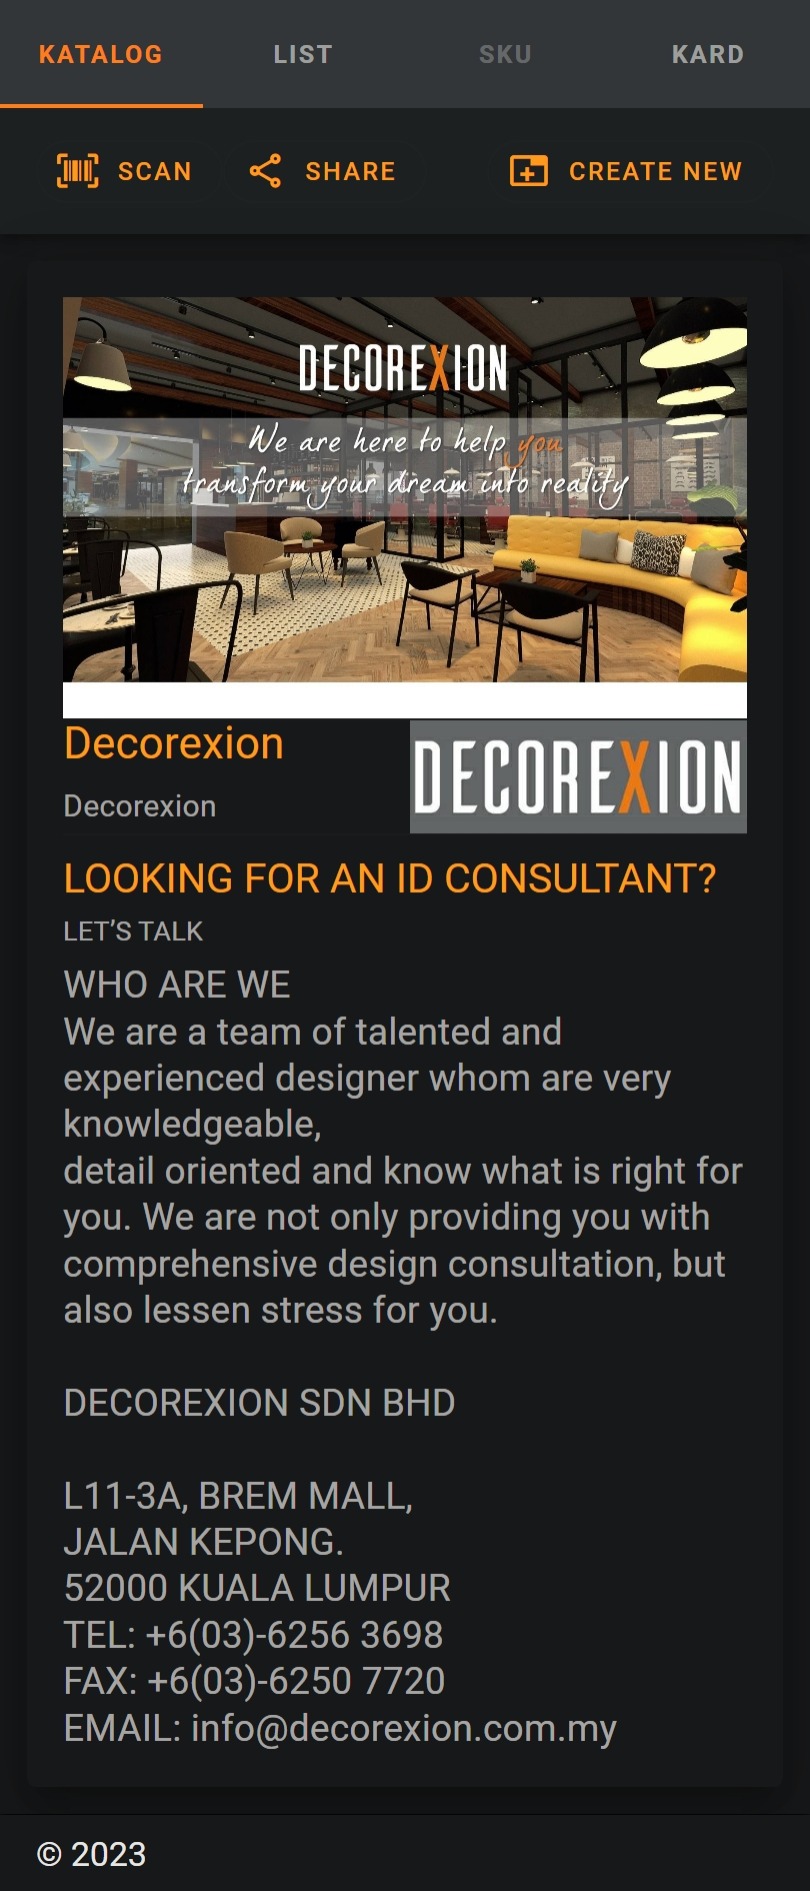 KATALOG LIST SKU KARD
SCAN SHARE CREATE NEW
DECOREXION
We are here to help you
transform your dream into reality
Decorexion
DECOREXION
Decorexion
LOOKING FOR AN ID CONSULTANT?
LET’S TALK
WHO ARE WE
We are a team of talented and
experienced designer whom are very
knowledgeable,
detail oriented and know what is right for
you. We are not only providing you with
comprehensive design consultation, but
also lessen stress for you.
DECOREXION SDN BHD
L11-3A, BREM MALL,
JALAN KEPONG.
52000 KUALA LUMPUR
TEL: +6(03)-6256 3698
FAX: +6(03)-6250 7720
EMAIL: info@decorexion.com.my
© 2023